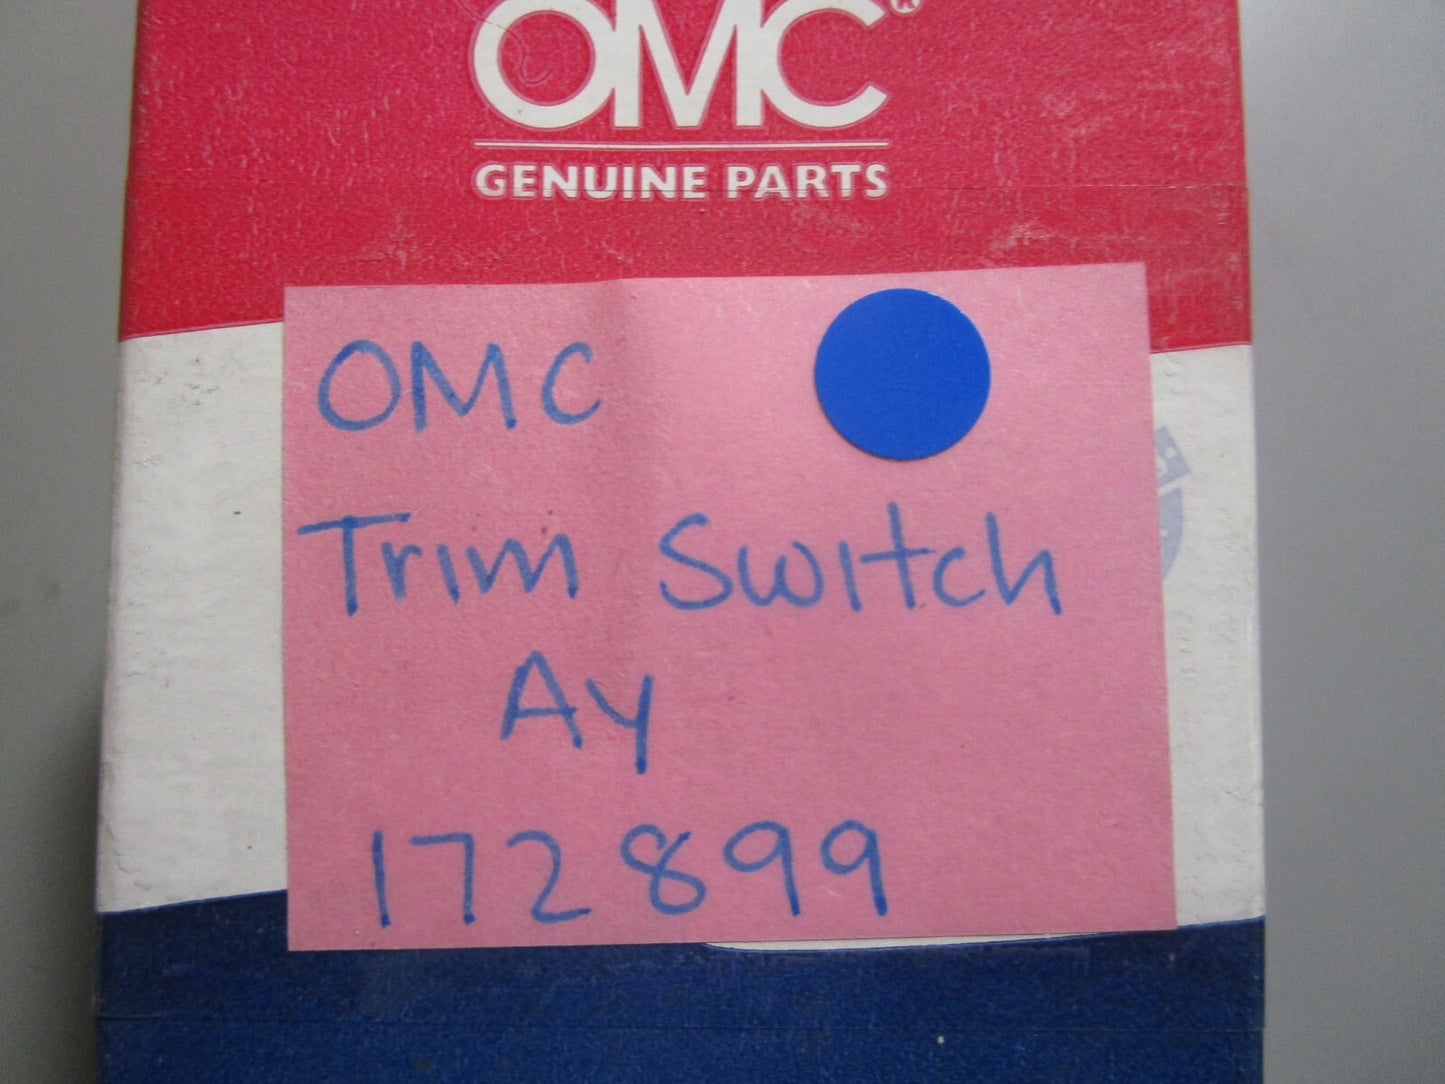 OMC®
GENUINE PARTS
OMC
Trim Switch
Ay
172899